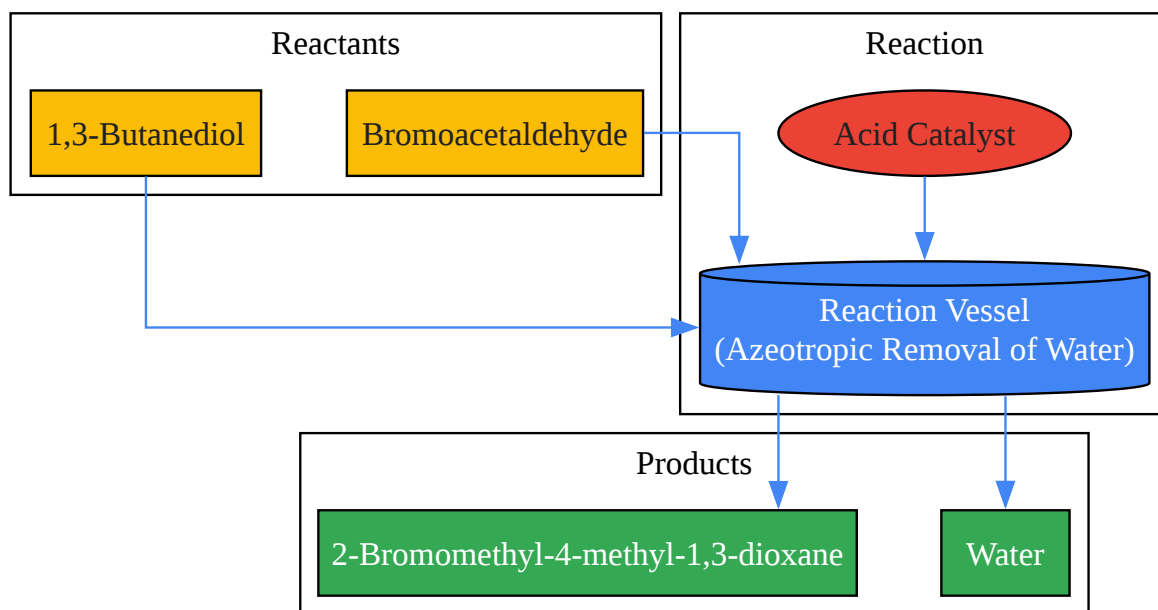 Reactants
Reaction
1,3-Butanediol
Bromoacetaldehyde
Acid Catalyst
Reaction Vessel
(Azeotropic Removal of Water)
Products
2-Bromomethyl-4-methyl-1,3-dioxane
Water